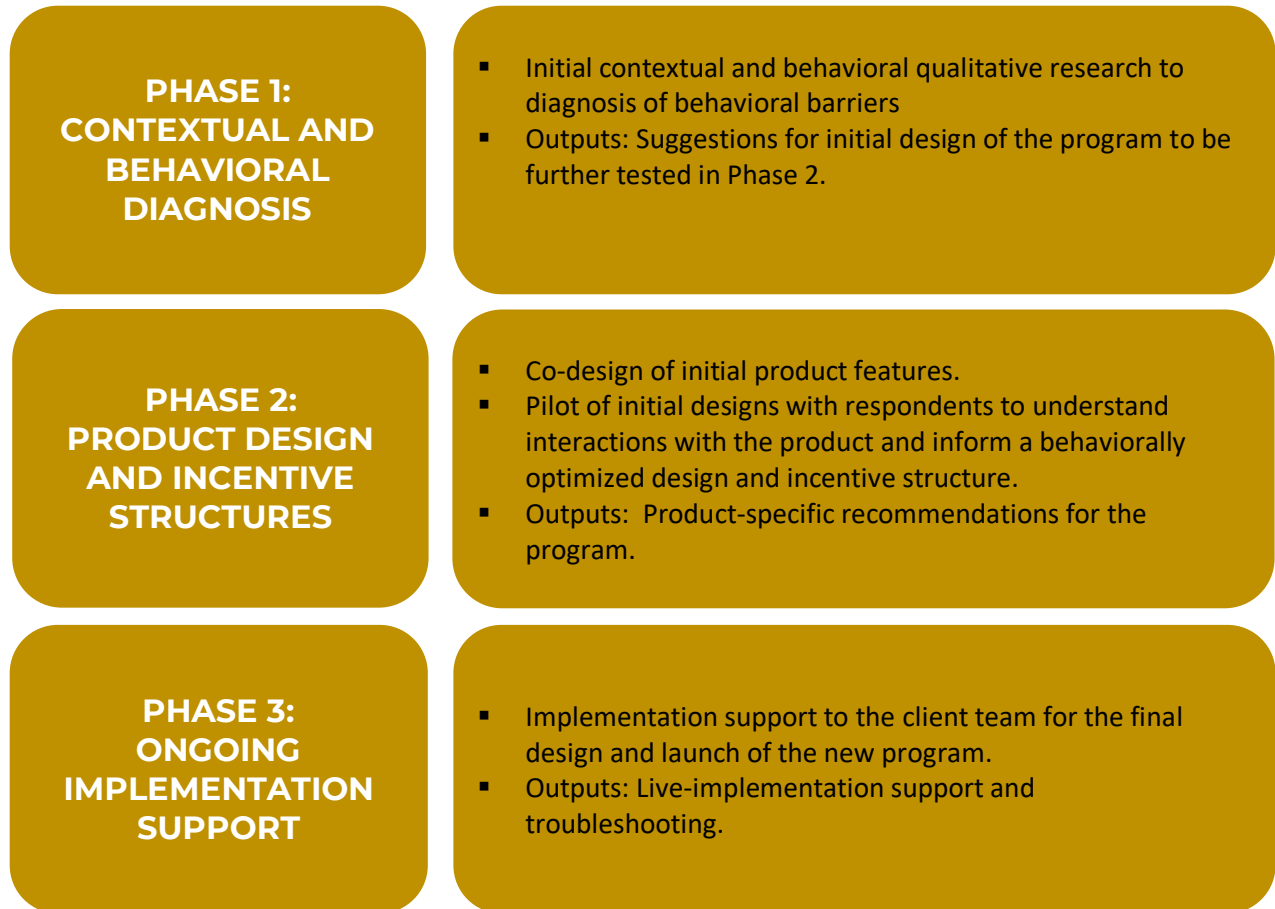 PHASE 1:
CONTEXTUAL AND
BEHAVIORAL
DIAGNOSIS
▪ Initial contextual and behavioral qualitative research to
diagnosis of behavioral barriers
▪ Outputs: Suggestions for initial design of the program to be
further tested in Phase 2.
PHASE 2:
PRODUCT DESIGN
AND INCENTIVE
STRUCTURES
▪ Co-design of initial product features.
▪ Pilot of initial designs with respondents to understand
interactions with the product and inform a behaviorally
optimized design and incentive structure.
▪ Outputs: Product-specific recommendations for the
program.
PHASE 3:
ONGOING
IMPLEMENTATION
SUPPORT
▪ Implementation support to the client team for the final
design and launch of the new program.
▪ Outputs: Live-implementation support and
troubleshooting.